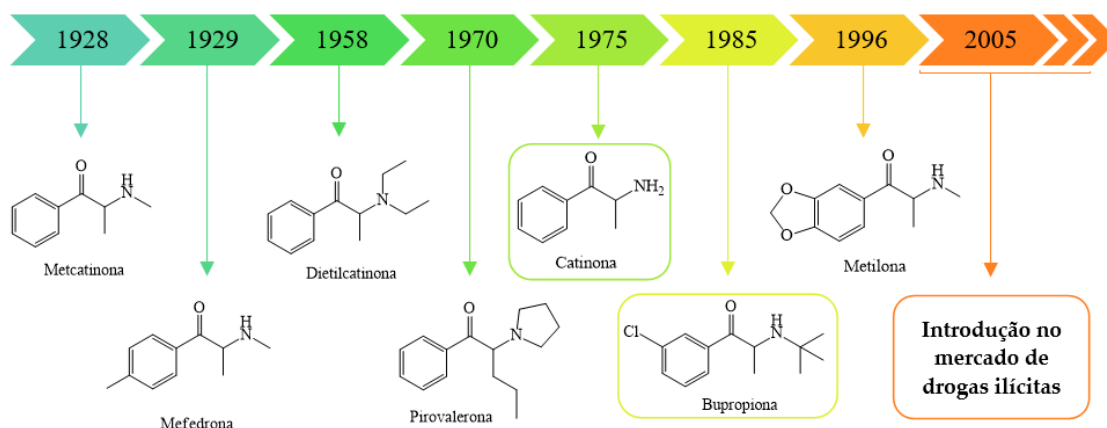 1928
1929
1958
1970
1975
1985
1996
2005
O
H
N
Metcatinona
O
H
N
Mefedrona
O
N
Dietilcatinona
O
N
Pirovalerona
O
NH2
Catinona
O
H
N
Cl
Bupropiona
O
H
N
O
O
Metilona
Introdução no
mercado de
drogas ilícitas